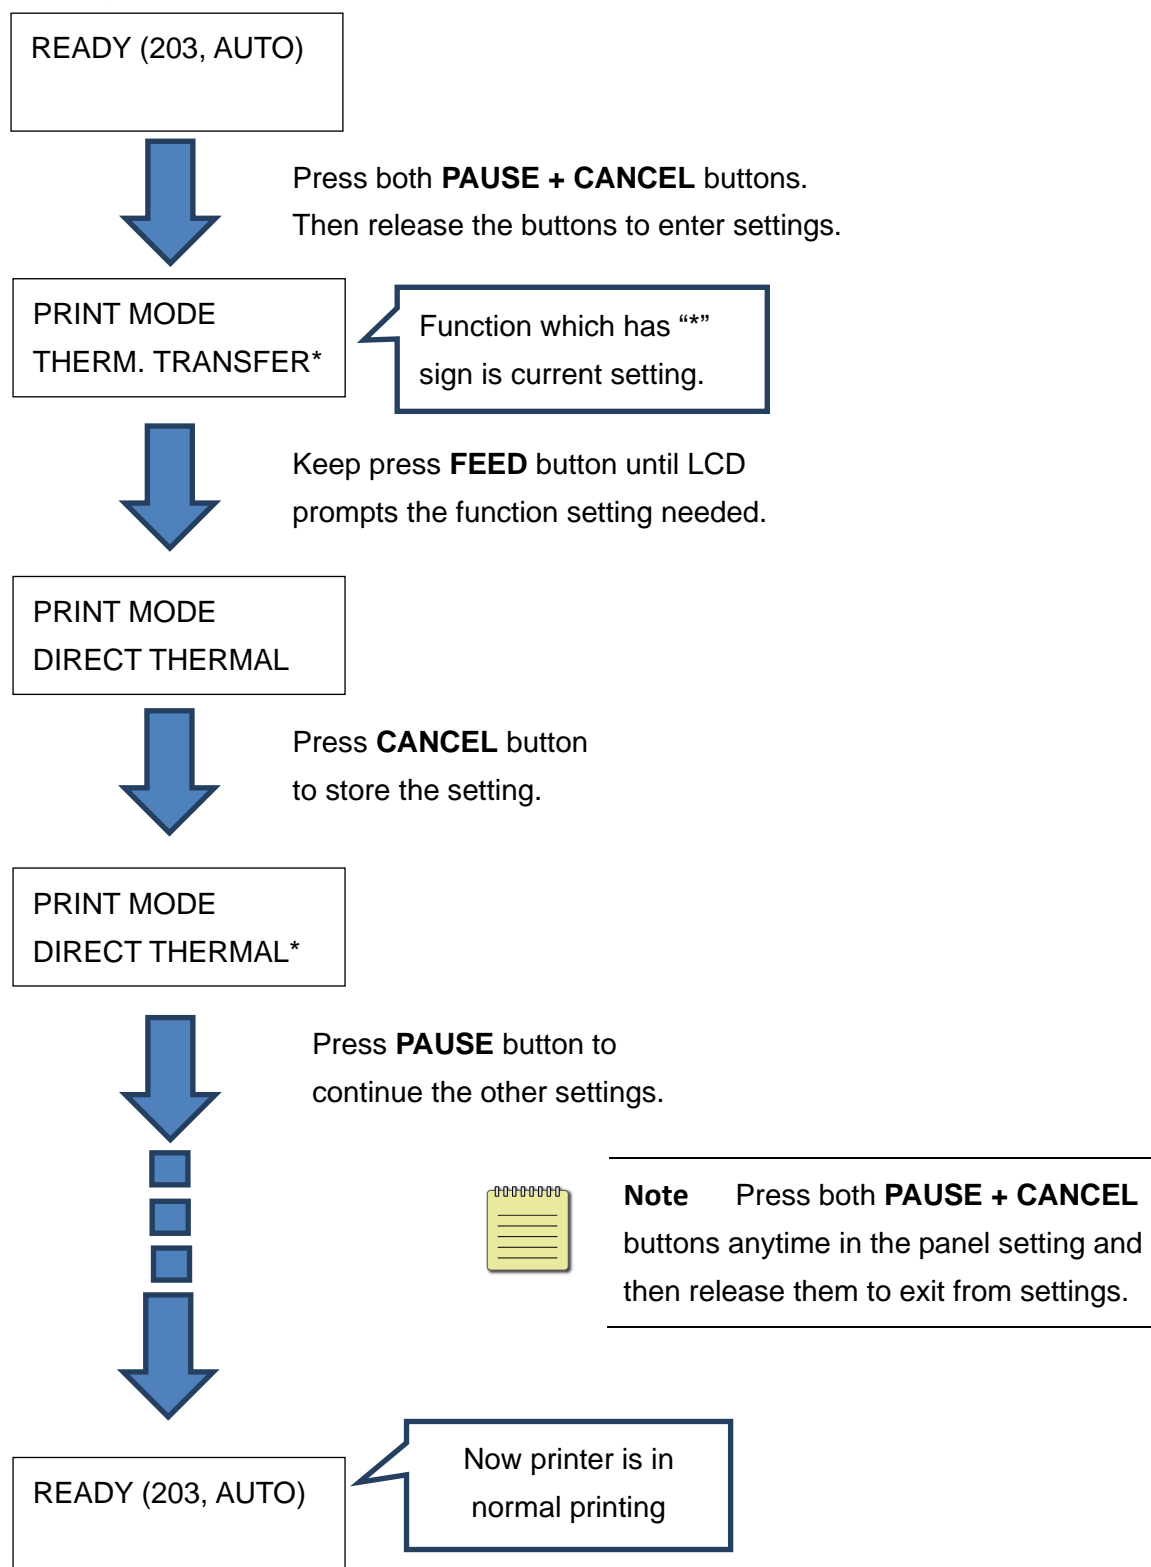 READY (203, AUTO)
Press both PAUSE + CANCEL buttons.
Then release the buttons to enter settings.
PRINT MODE
THERM. TRANSFER*
Function which has “*”
sign is current setting.
Keep press FEED button until LCD
prompts the function setting needed.
PRINT MODE
DIRECT THERMAL
Press CANCEL button
to store the setting.
PRINT MODE
DIRECT THERMAL*
Press PAUSE button to
continue the other settings.
Note Press both PAUSE + CANCEL
buttons anytime in the panel setting and
then release them to exit from settings.
Now printer is in
normal printing
READY (203, AUTO)